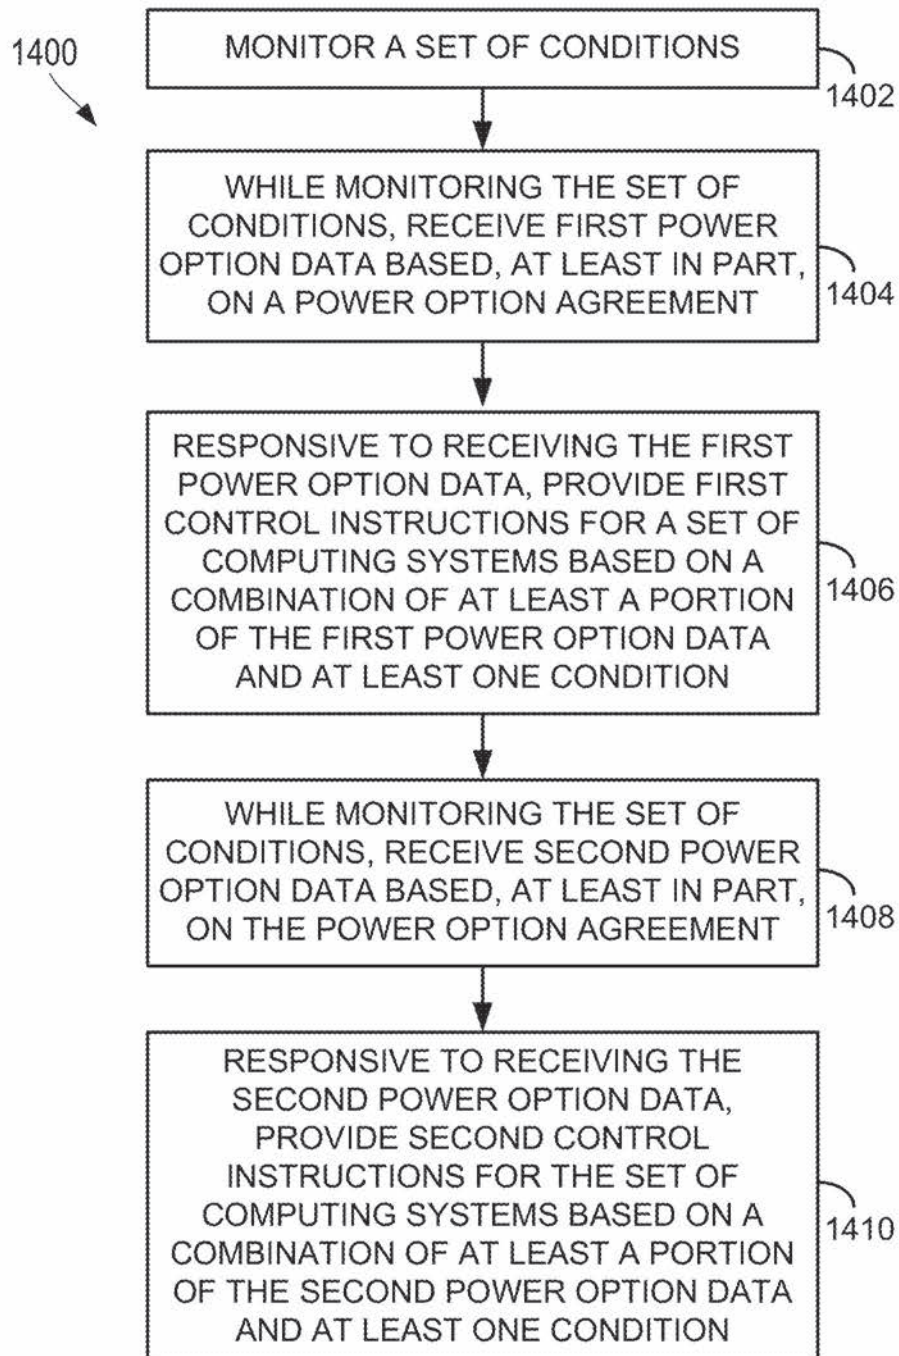 1400
MONITOR A SET OF CONDITIONS
1402
WHILE MONITORING THE SET OF
CONDITIONS, RECEIVE FIRST POWER
OPTION DATA BASED, AT LEAST IN PART,
ON A POWER OPTION AGREEMENT
1404
RESPONSIVE TO RECEIVING THE FIRST
POWER OPTION DATA, PROVIDE FIRST
CONTROL INSTRUCTIONS FOR A SET OF
COMPUTING SYSTEMS BASED ON A
COMBINATION OF AT LEAST A PORTION
OF THE FIRST POWER OPTION DATA
AND AT LEAST ONE CONDITION
1406
WHILE MONITORING THE SET OF
CONDITIONS, RECEIVE SECOND POWER
OPTION DATA BASED, AT LEAST IN PART,
ON THE POWER OPTION AGREEMENT
1408
RESPONSIVE TO RECEIVING THE
SECOND POWER OPTION DATA,
PROVIDE SECOND CONTROL
INSTRUCTIONS FOR THE SET OF
COMPUTING SYSTEMS BASED ON A
COMBINATION OF AT LEAST A PORTION
OF THE SECOND POWER OPTION DATA
AND AT LEAST ONE CONDITION
1410